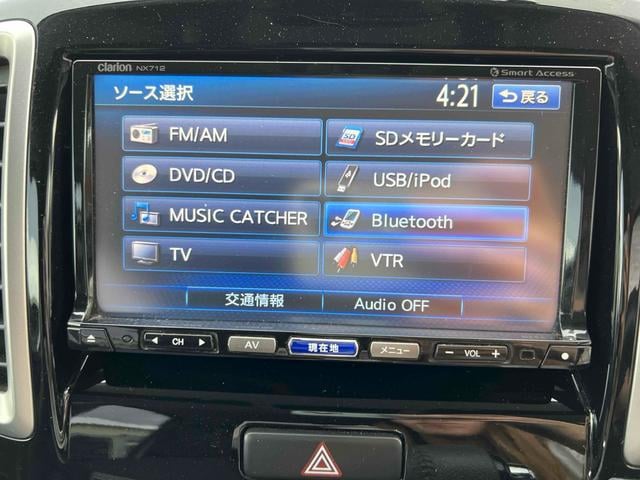 clarion NX712
Smart Access
ソース選択
4:21
戻る
FM/AM
SDメモリーカード
DVD/CD
USB/iPod
MUSIC CATCHER
Bluetooth
TV
VTR
交通情報
Audio OFF
CH
AV
現在地
メニュー
− VOL +